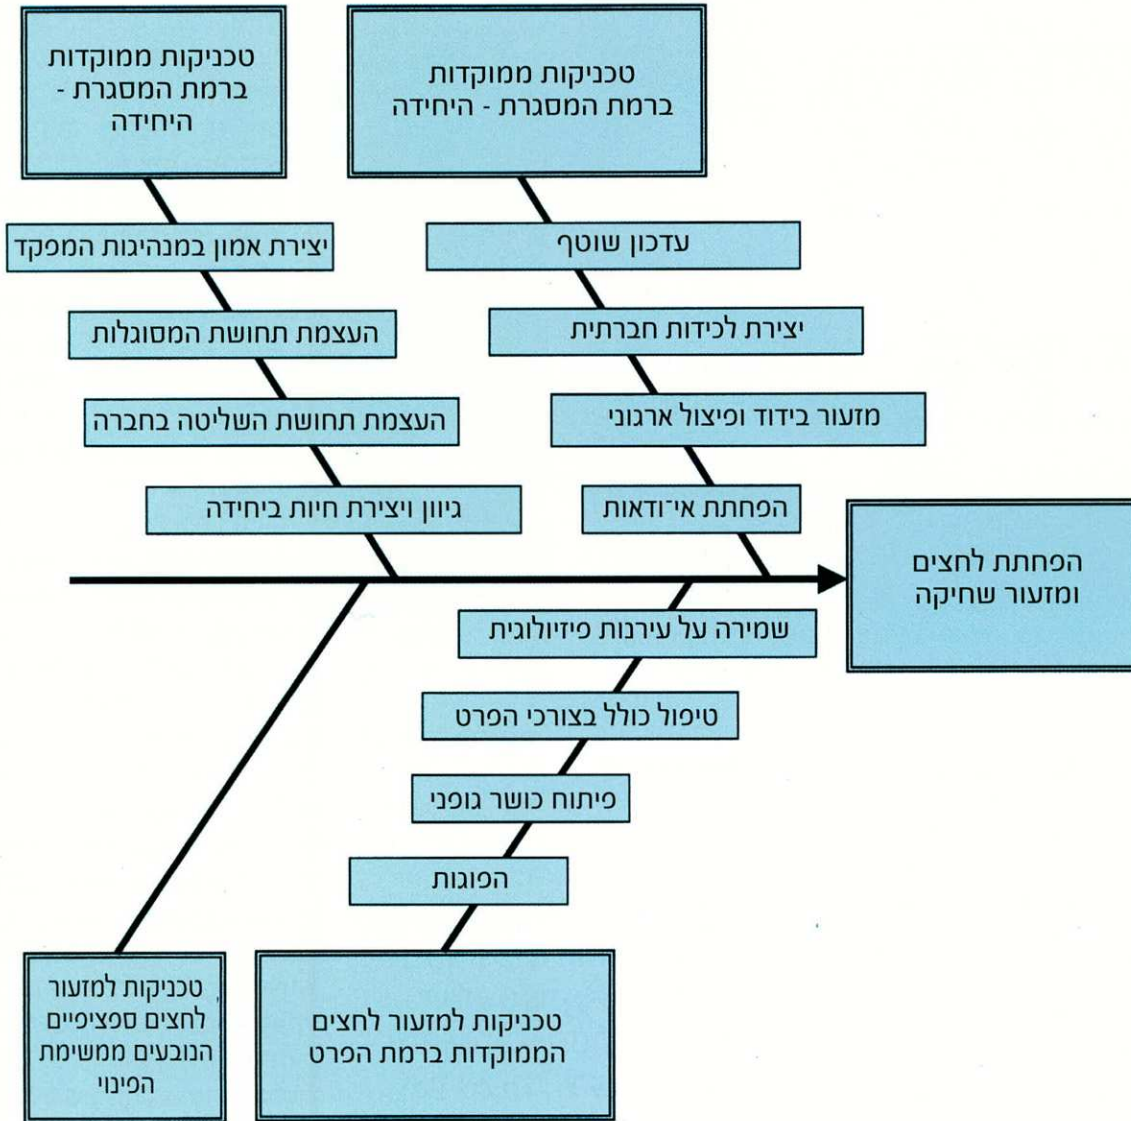 טכניקות ממוקדות
ברמת המסגרת -
היחידה
טכניקות ממוקדות
ברמת המסגרת - היחידה
יצירת אמון במנהיגות המפקד
העצמת תחושת המסוגלות
העצמת תחושת השליטה בחברה
גיוון ויצירת חיות ביחידה
עדכון שוטף
יצירת לכידות חברתית
מזעור בידוד ופיצול ארגוני
הפחתת אי־ודאות
הפחתת לחצים
ומזעור שחיקה
שמירה על עירנות פיזיולוגית
טיפול כולל בצורכי הפרט
פיתוח כושר גופני
הפוגות
טכניקות למזעור לחצים
הממוקדות ברמת הפרט
טכניקות למזעור
לחצים ספציפיים
הנובעים ממשימת
הפינוי